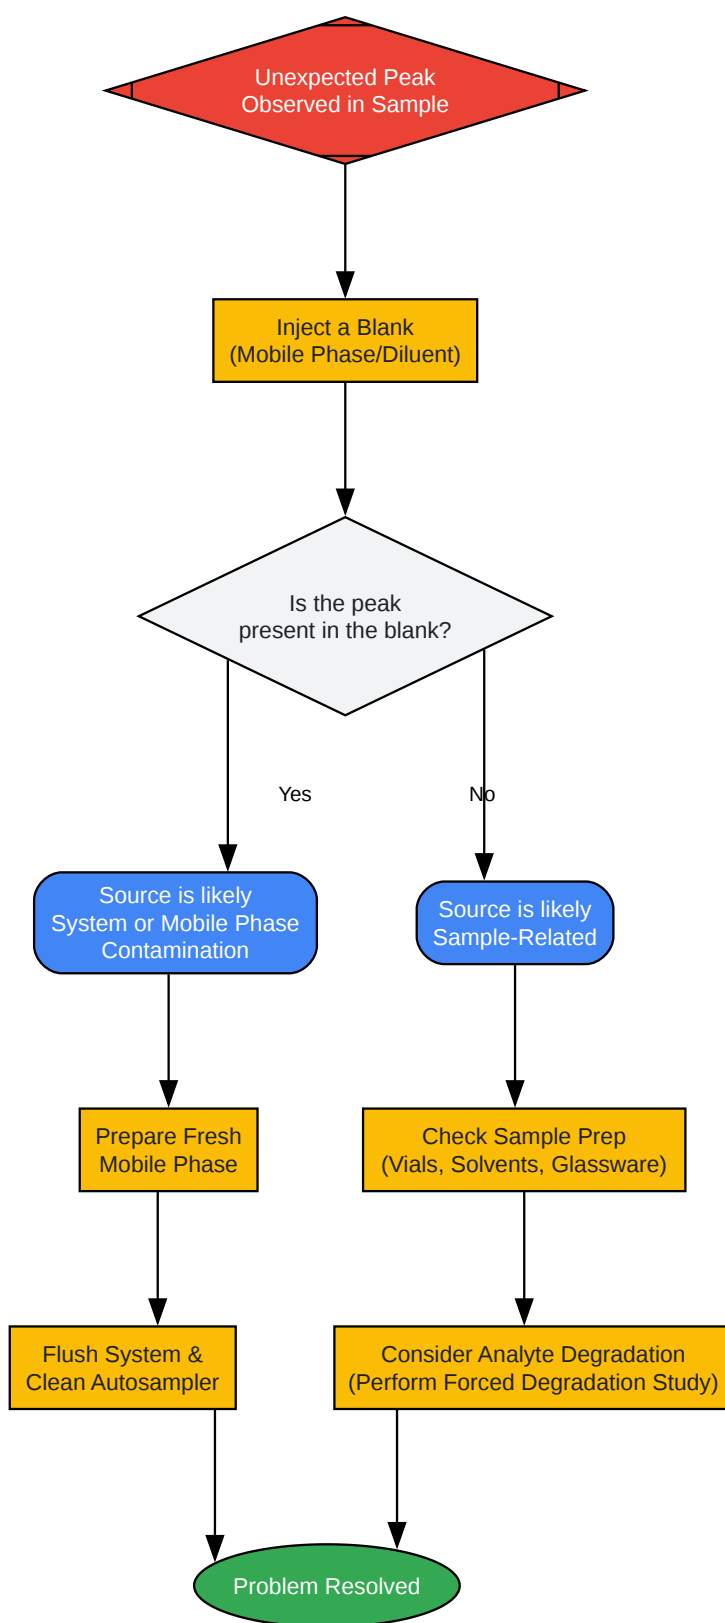 Unexpected Peak
Observed in Sample
Inject a Blank
(Mobile Phase/Diluent)
Is the peak
present in the blank?
Yes
No
Source is likely
System or Mobile Phase
Contamination
Source is likely
Sample-Related
Prepare Fresh
Mobile Phase
Check Sample Prep
(Vials, Solvents, Glassware)
Flush System &
Clean Autosampler
Consider Analyte Degradation
(Perform Forced Degradation Study)
Problem Resolved